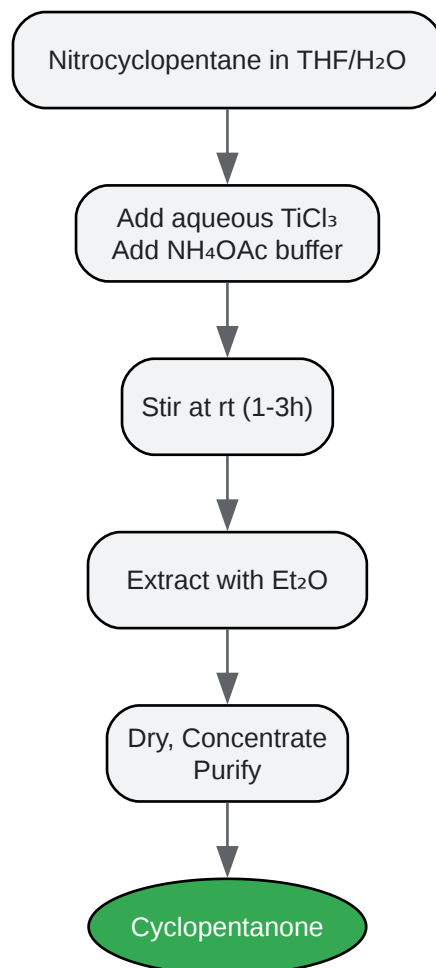 Nitrocyclopentane in THF/H₂O
Add aqueous TiCl₃
Add NH₄OAc buffer
Stir at rt (1-3h)
Extract with Et₂O
Dry, Concentrate
Purify
Cyclopentanone